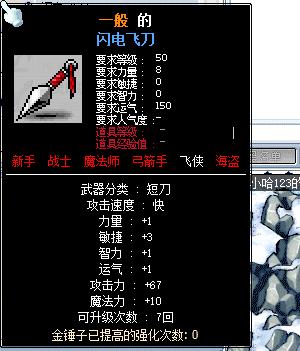 一般 的
闪电飞刀
要求等级: 50
要求力量: 8
要求敏捷: 0
要求智力: 0
要求运气: 150
要求人气度: -
道具等级: -
道具经验值: -
新手 战士 魔法师 弓箭手 飞侠 海盗
武器分类 : 短刀
攻击速度 : 快
力量 : +1
敏捷 : +3
智力 : +1
运气 : +1
攻击力 : +67
魔法力 : +10
可升级次数 : 7回
金锤子已提高的强化次数: 0
小哈123的